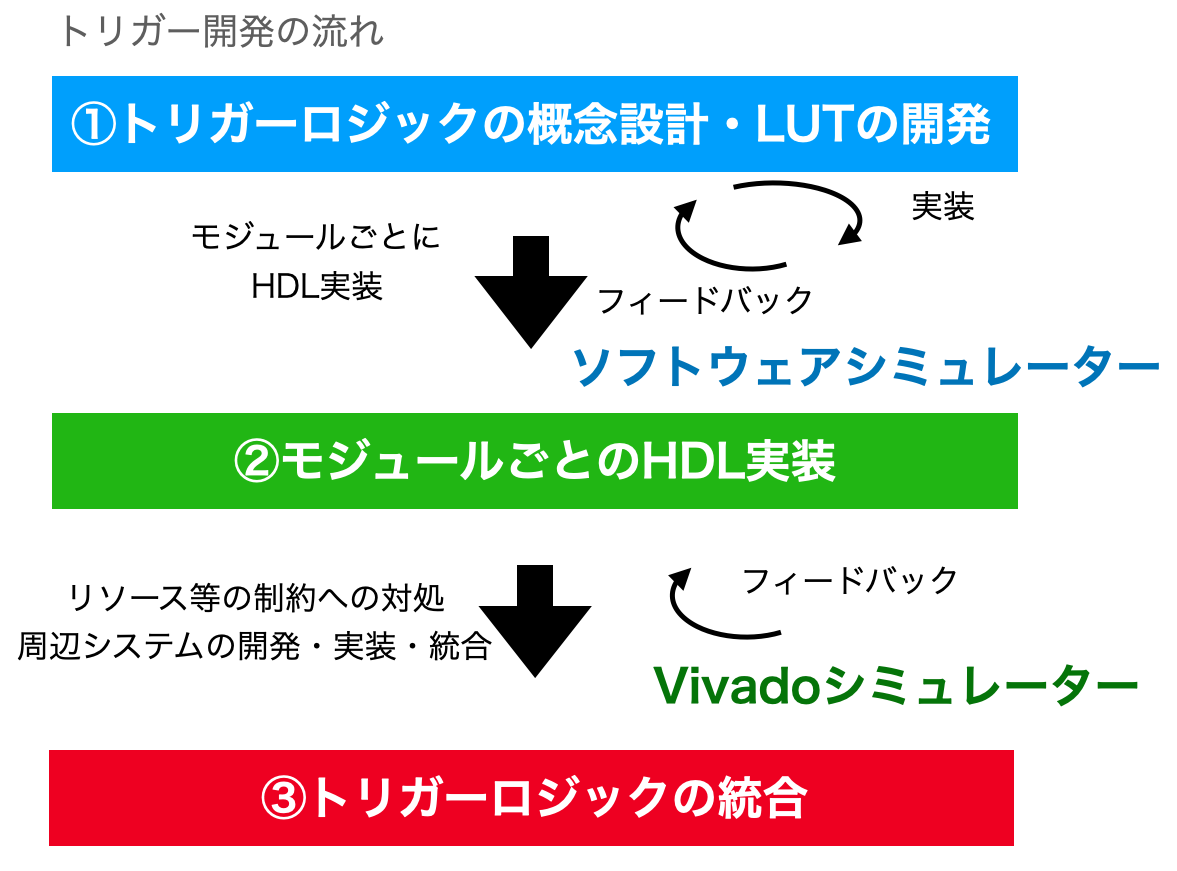 トリガー開発の流れ
①トリガーロジックの概念設計・LUTの開発
実装
モジュールごとに
HDL実装
フィードバック
ソフトウェアシミュレーター
②モジュールごとのHDL実装
フィードバック
リソース等の制約への対処
周辺システムの開発・実装・統合
Vivadoシミュレーター
③トリガーロジックの統合